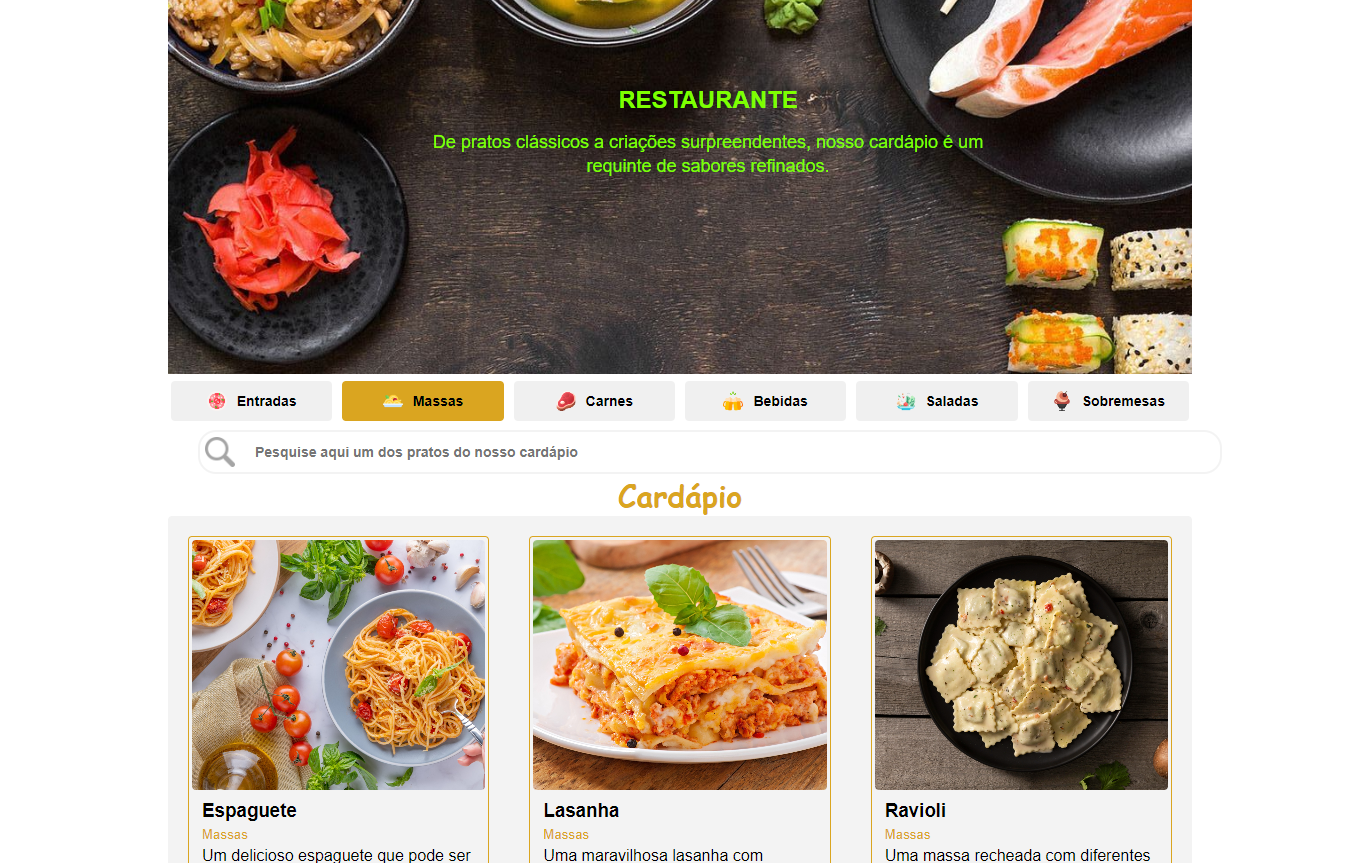 RESTAURANTE
De pratos clássicos a criações surpreendentes, nosso cardápio é um
requinte de sabores refinados.
Entradas
Massas
Carnes
Bebidas
Saladas
Sobremesas
Pesquise aqui um dos pratos do nosso cardápio
Cardápio
Espaguete
Massas
Um delicioso espaguete que pode ser
Lasanha
Massas
Uma maravilhosa lasanha com
Ravioli
Massas
Uma massa recheada com diferentes